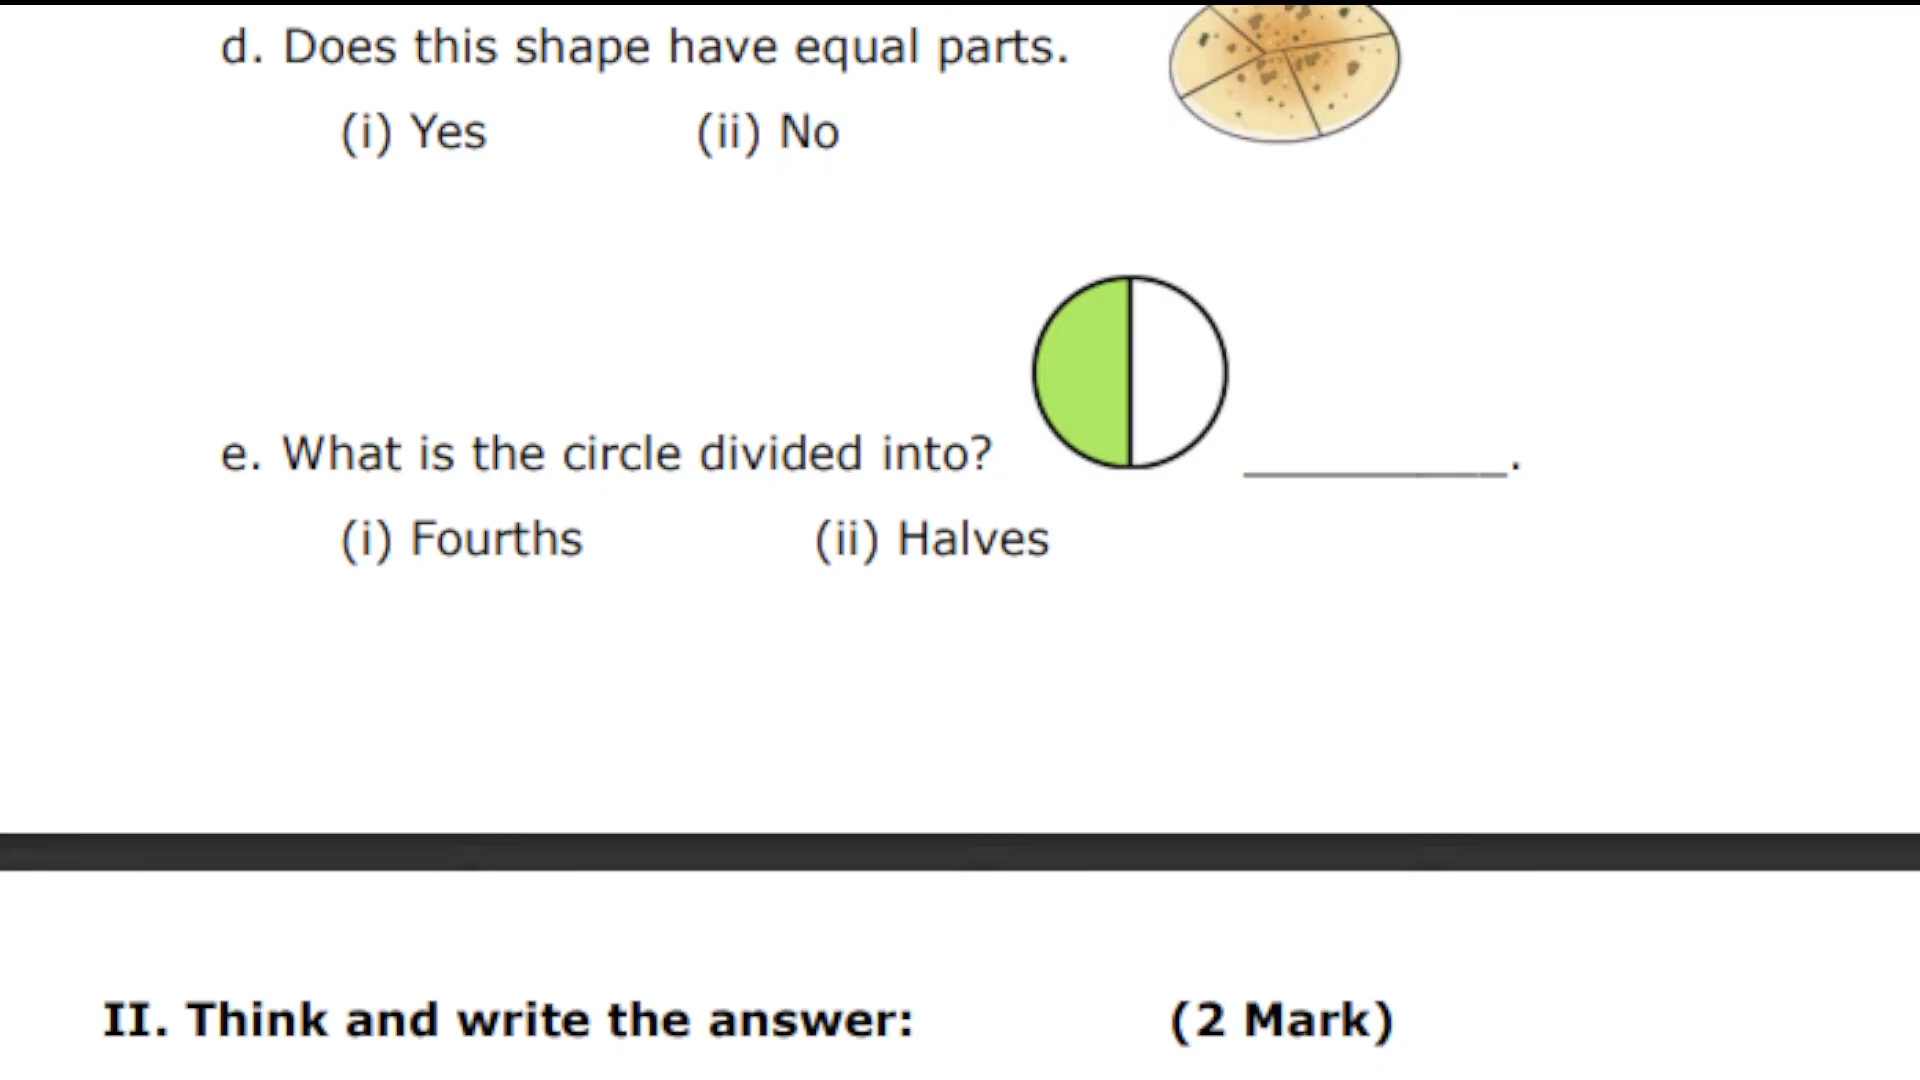 d. Does this shape have equal parts.
(i) Yes (ii) No
e. What is the circle divided into? ___________.
(i) Fourths (ii) Halves
II. Think and write the answer: (2 Mark)